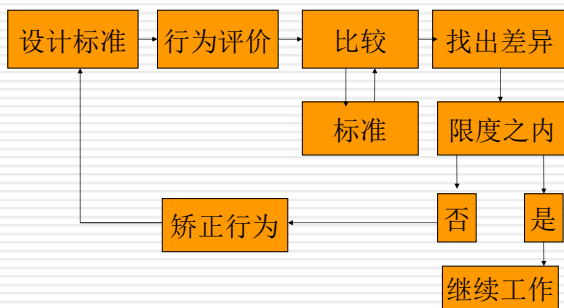 设计标准
行为评价
比较
找出差异
标准
限度之内
否
是
矫正行为
继续工作